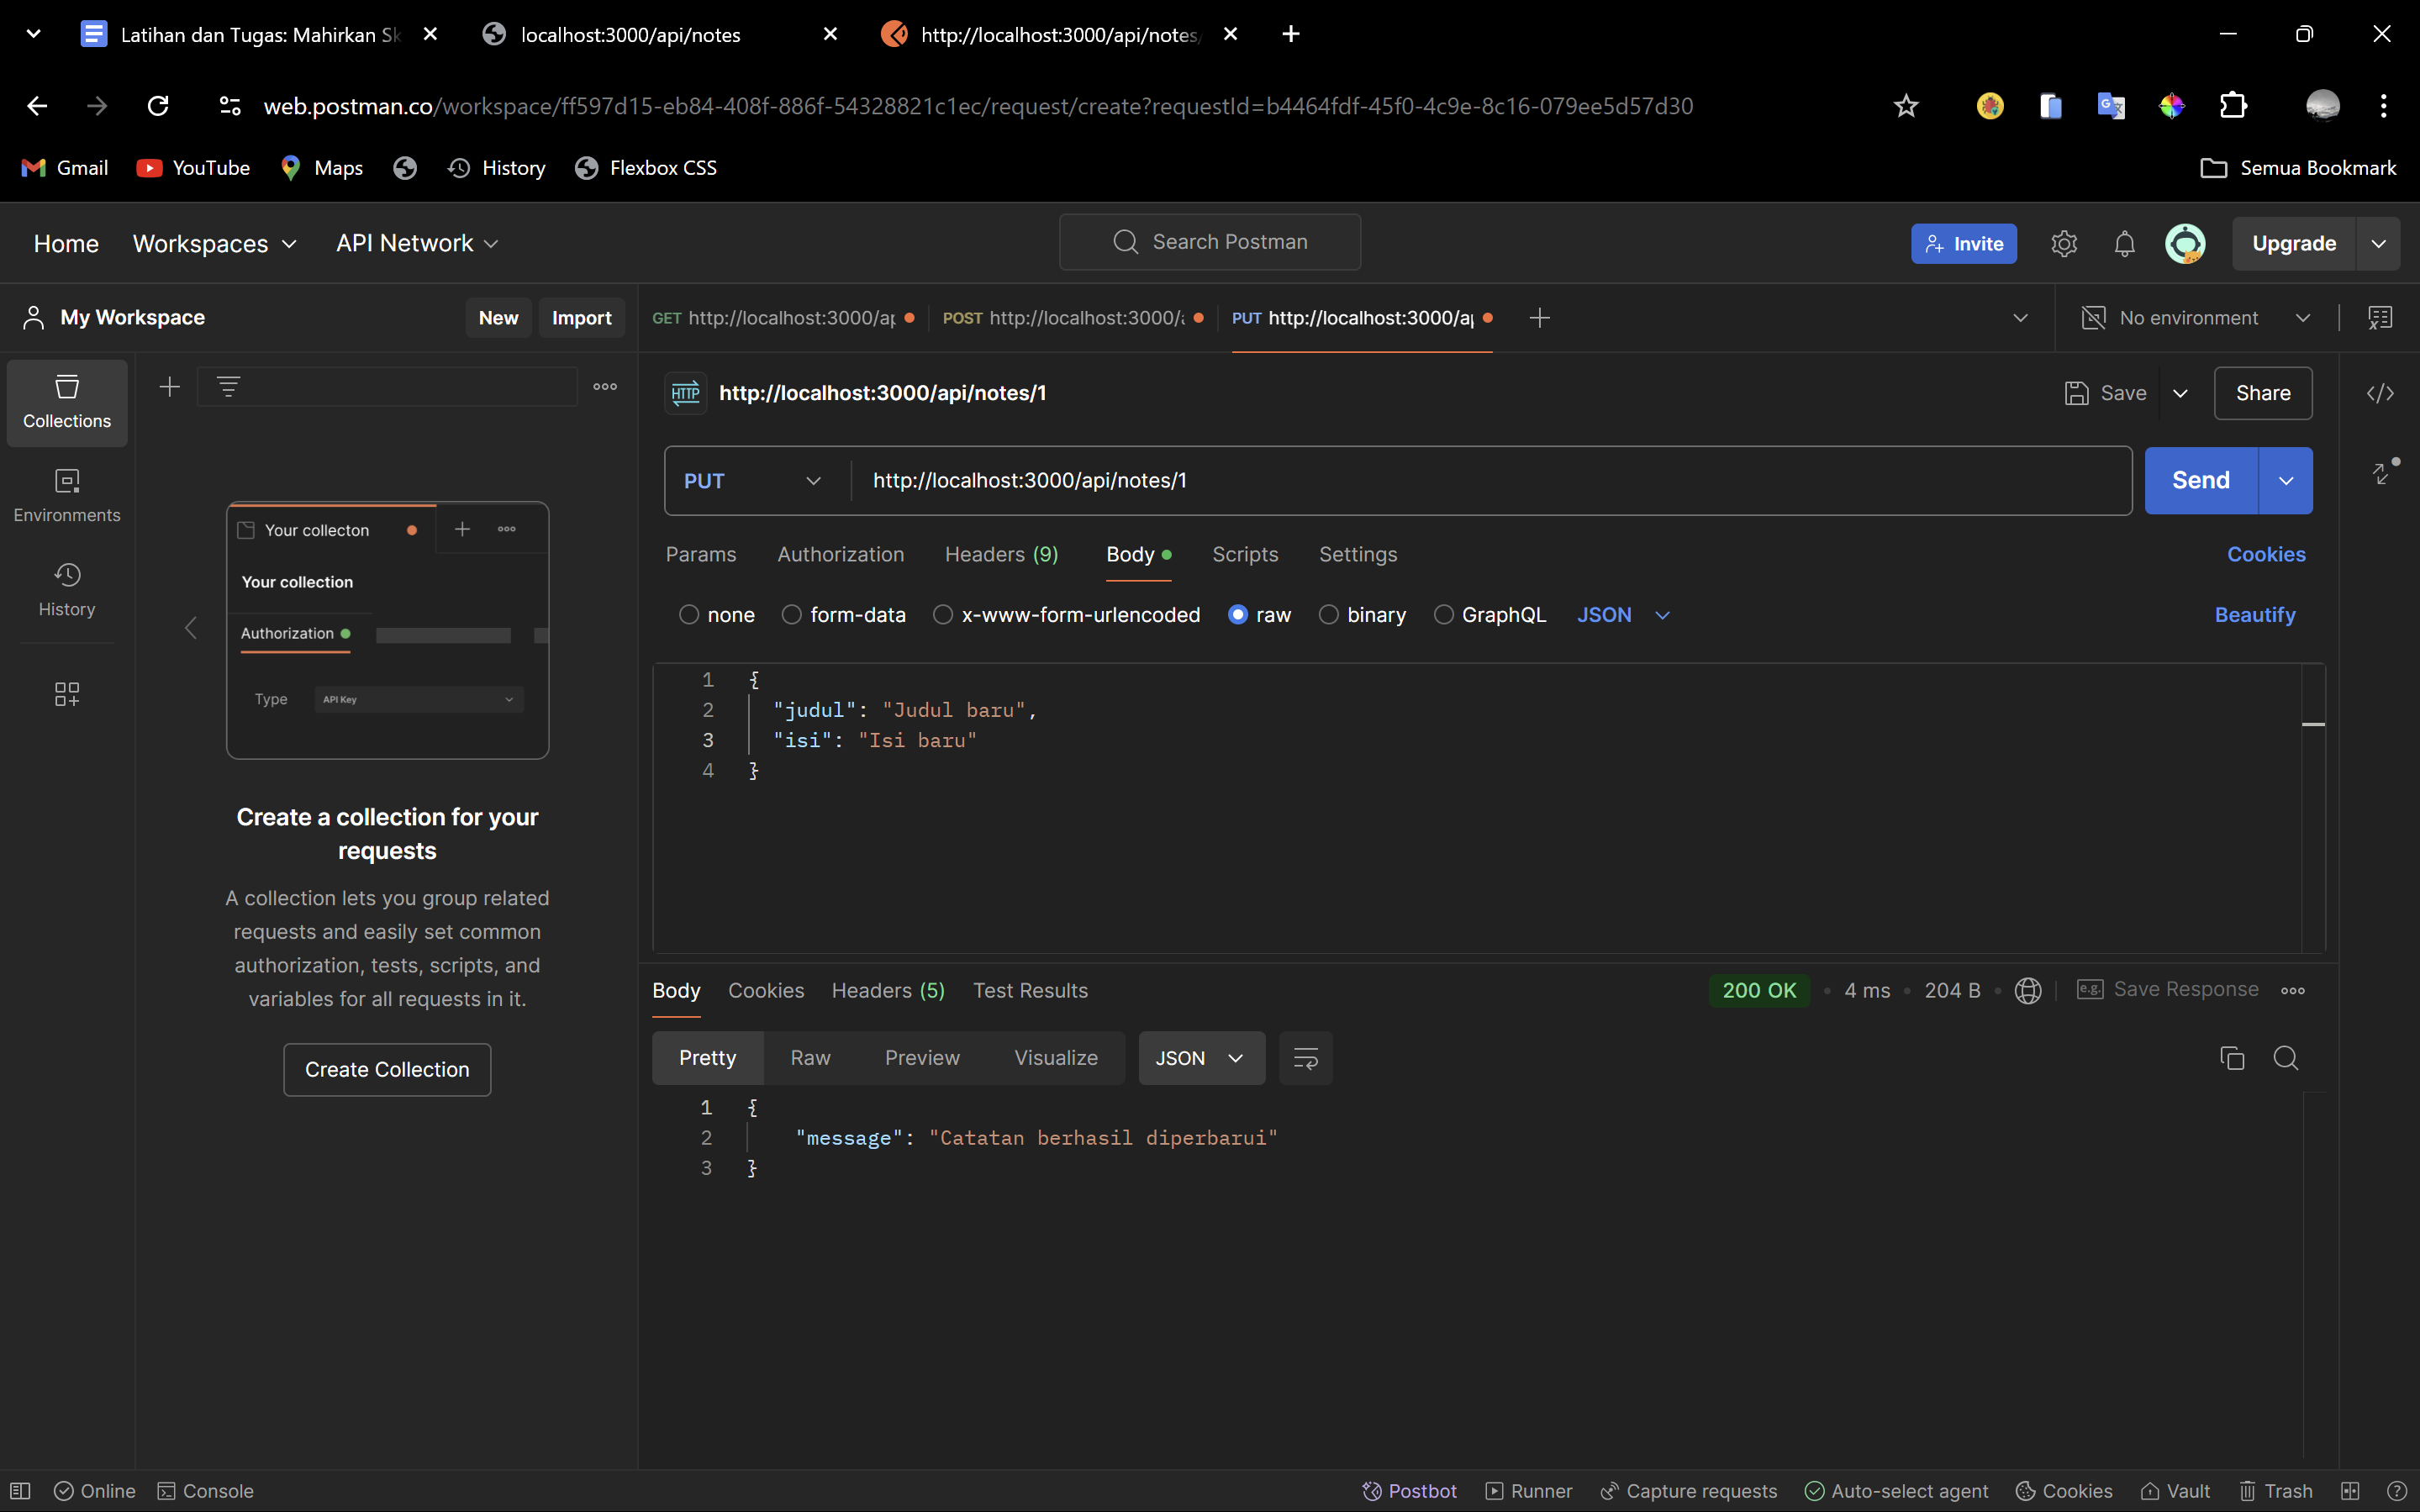 Latihan dan Tugas: Mahirkan Sk
localhost:3000/api/notes
http://localhost:3000/api/notes/
web.postman.co/workspace/ff597d15-eb84-408f-886f-54328821c1ec/request/create?requestId=b4464fdf-45f0-4c9e-8c16-079ee5d57d30
Gmail
YouTube
Maps
History
Flexbox CSS
Semua Bookmark
Home
Workspaces
API Network
Search Postman
Invite
Upgrade
My Workspace
New
Import
GET http://localhost:3000/ap
POST http://localhost:3000/a
PUT http://localhost:3000/ap
No environment
Collections
Environments
History
Your collecton
Your collection
Authorization
Type
API Key
Create a collection for your
requests
A collection lets you group related
requests and easily set common
authorization, tests, scripts, and
variables for all requests in it.
Create Collection
HTTP
http://localhost:3000/api/notes/1
Save
Share
PUT
http://localhost:3000/api/notes/1
Send
Params
Authorization
Headers (9)
Body
Scripts
Settings
Cookies
none
form-data
x-www-form-urlencoded
raw
binary
GraphQL
JSON
Beautify
1 {
2 "judul": "Judul baru",
3 "isi": "Isi baru"
4 }
Body
Cookies
Headers (5)
Test Results
200 OK
4 ms
204 B
e.g.
Save Response
Pretty
Raw
Preview
Visualize
JSON
1 {
2 "message": "Catatan berhasil diperbarui"
3 }
Online
Console
Postbot
Runner
Capture requests
Auto-select agent
Cookies
Vault
Trash